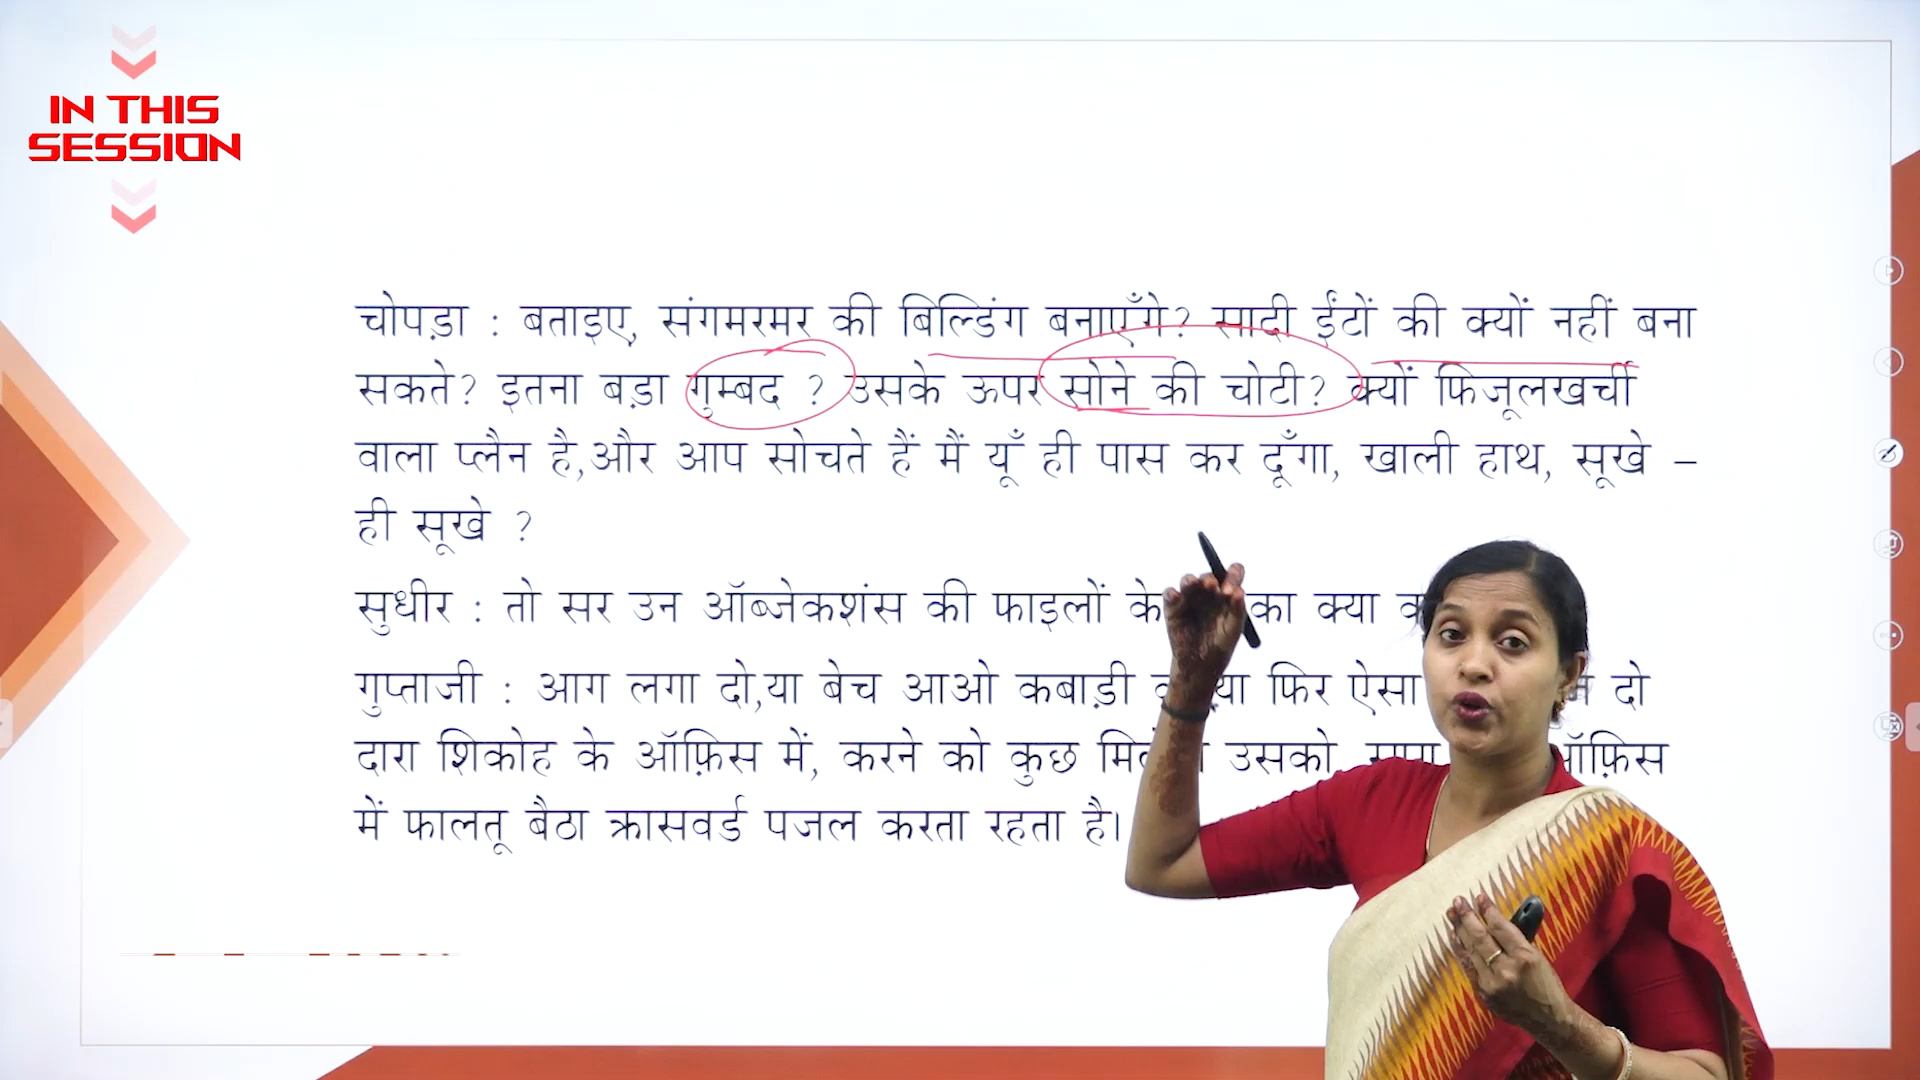 IN THIS
SESSION
चोपड़ा : बताइए, संगमरमर की बिल्डिंग बनाएँगे? सादी ईंटों की क्यों नहीं बना
सकते? इतना बड़ा गुम्बद ? उसके ऊपर सोने की चोटी? क्यों फिजूलखर्ची
वाला प्लैन है,और आप सोचते हैं मैं यूँ ही पास कर दूँगा, खाली हाथ, सूखे –
ही सूखे ?
सुधीर : तो सर उन ऑब्जेकशंस की फाइलों के का क्या
गुप्ताजी : आग लगा दो,या बेच आओ कबाड़ी या फिर ऐसा दो
दारा शिकोह के ऑफ़िस में, करने को कुछ उसको ऑफ़िस
में फालतू बैठा क्रासवर्ड पजल करता रहता है।